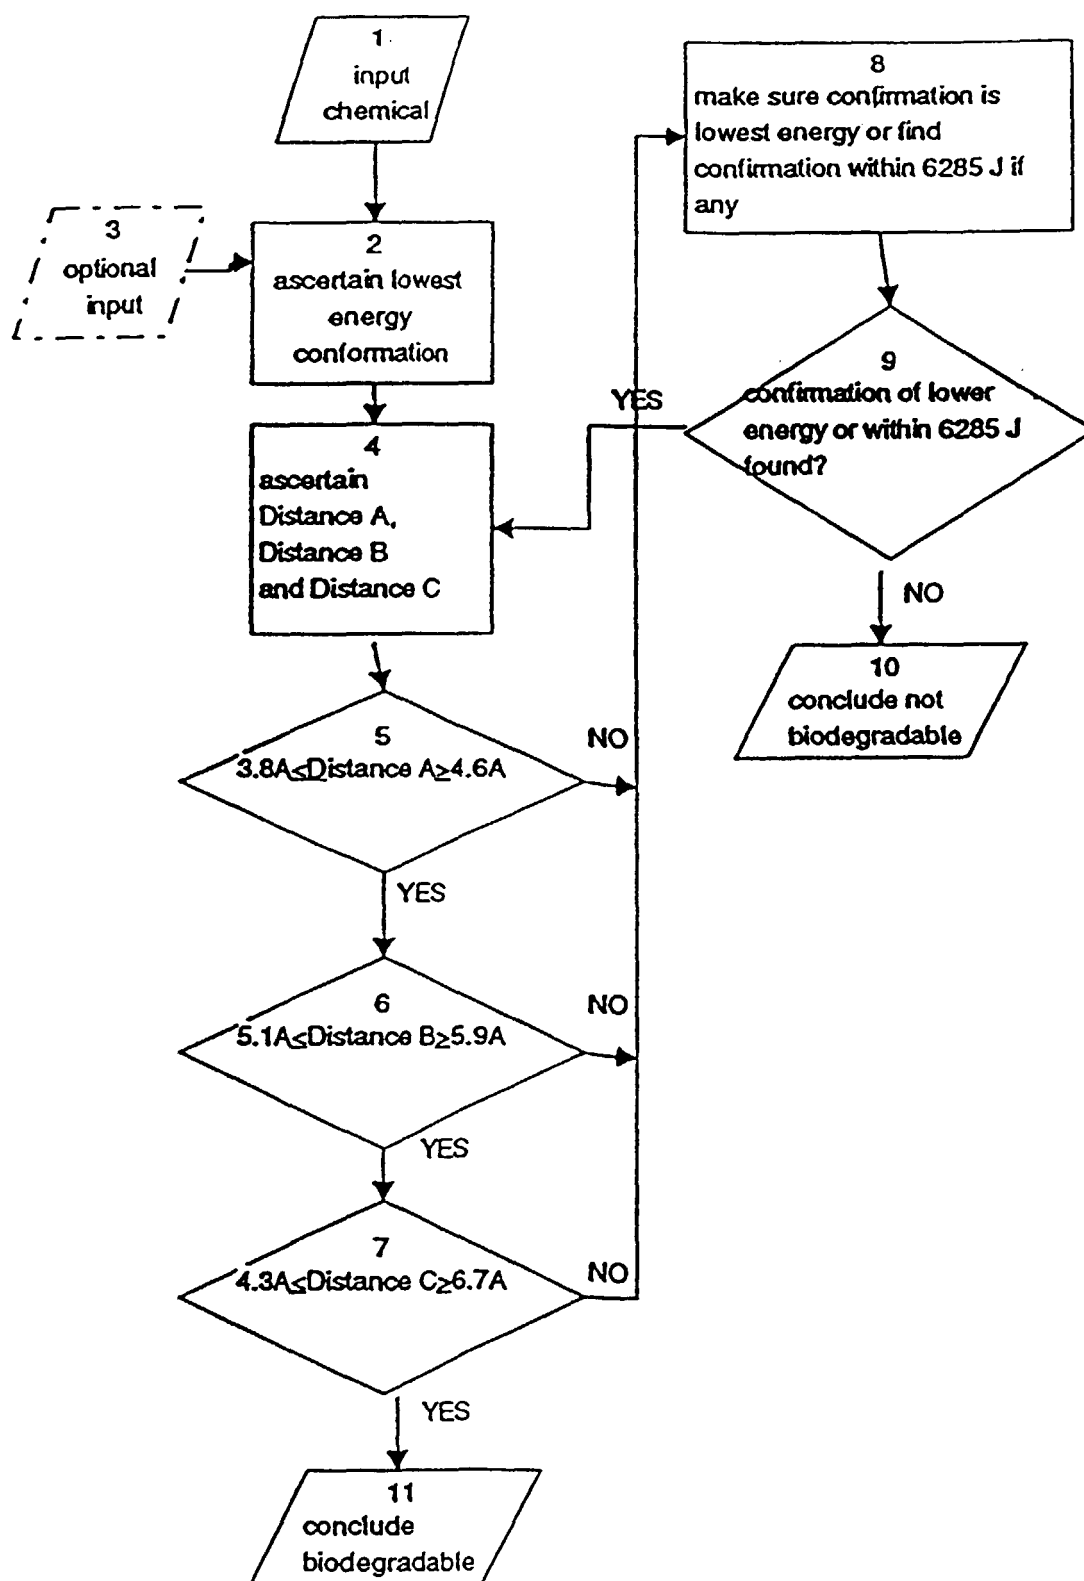 1
input
chemical
3
optional
input
2
ascertain lowest
energy
conformation
4
ascertain
Distance A,
Distance B
and Distance C
5
3.8A≤Distance A≥4.6A
NO
YES
6
5.1A≤Distance B≥5.9A
NO
YES
7
4.3A≤Distance C≥6.7A
NO
YES
11
conclude
biodegradable
8
make sure confirmation is
lowest energy or find
confirmation within 6285 J if
any
9
confirmation of lower
energy or within 6285 J
found?
YES
NO
10
conclude not
biodegradable